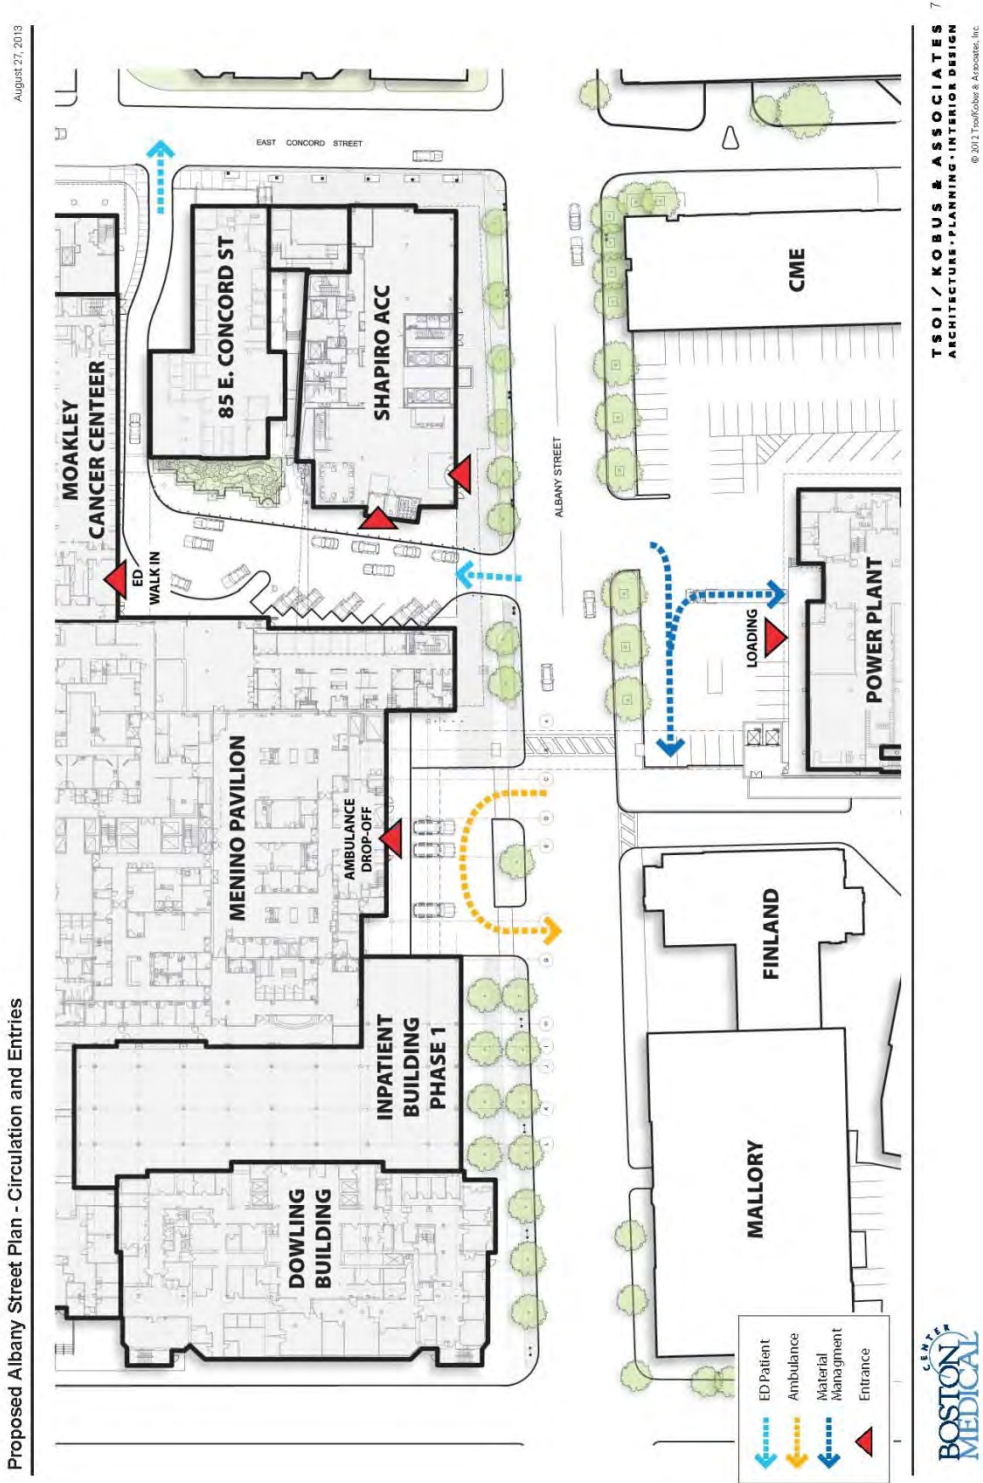 Proposed Albany Street Plan - Circulation and Entries
August 27, 2013
MOAKLEY
CANCER CENTEER
ED
WALK IN
85 E. CONCORD ST
EAST CONCORD STREET
SHAPIRO ACC
MENINO PAVILION
AMBULANCE
DROP-OFF
INPATIENT
BUILDING
PHASE 1
DOWLING
BUILDING
ALBANY STREET
CME
LOADING
POWER PLANT
FINLAND
MALLORY
ED Patient
Ambulance
Material
Managment
Entrance
BOSTON
CENTER
MEDICAL
TSOI / KOBUS & ASSOCIATES 7
ARCHITECTURE · PLANNING · INTERIOR DESIGN
© 2012 Tsoi/Kobus & Associates, Inc.